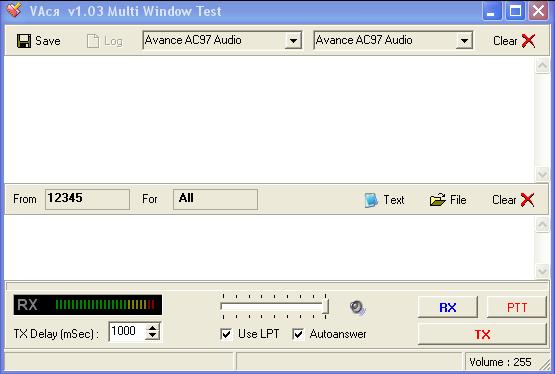 VAcя v1.03 Multi Window Test
Save Log Avance AC97 Audio Avance AC97 Audio Clear
From 12345 For All Text File Clear
RX RX PTT
TX Delay (mSec) : 1000 Use LPT Autoanswer TX
Volume : 255